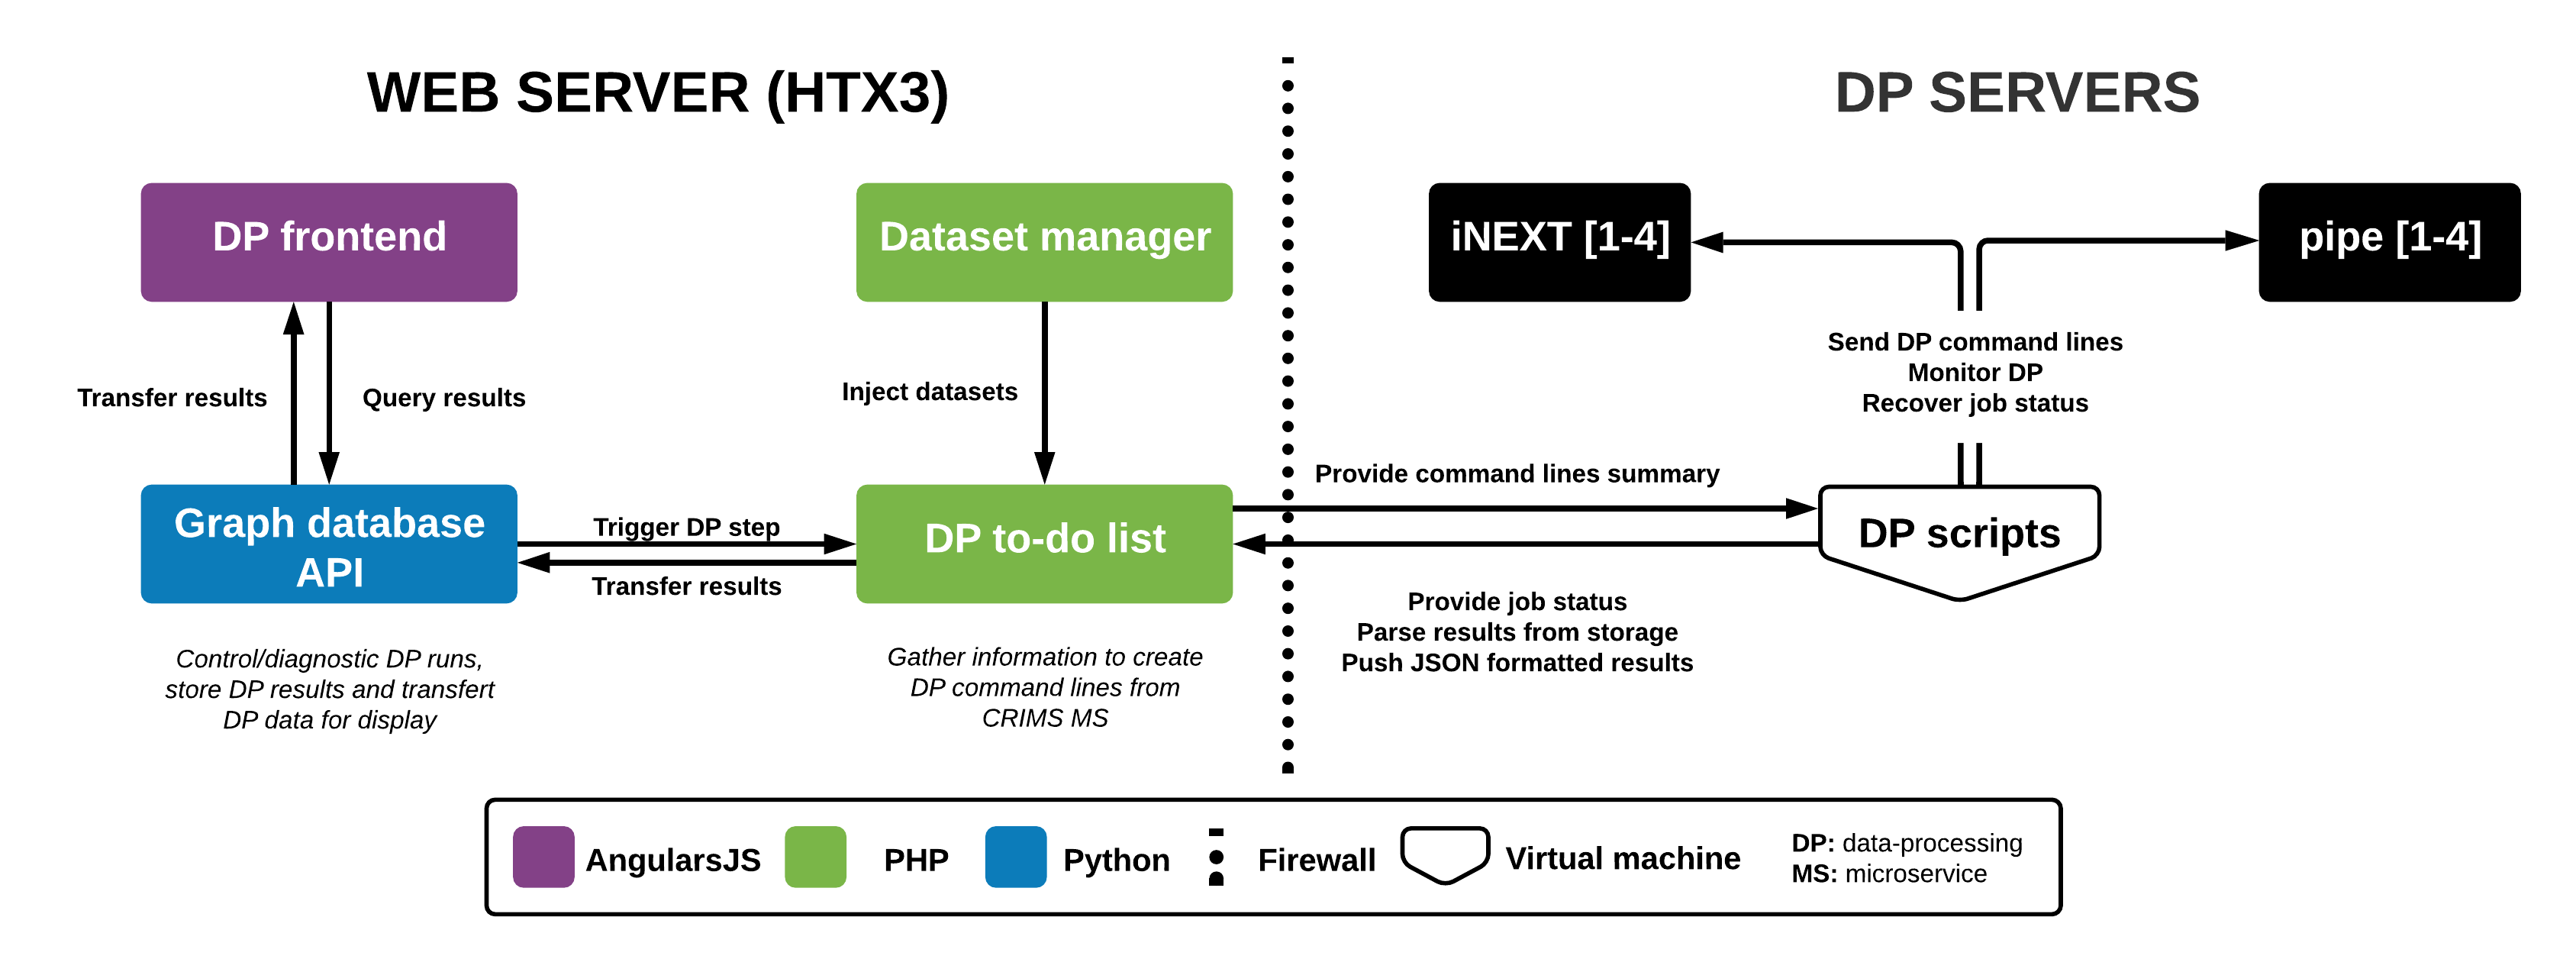 WEB SERVER (HTX3)
DP SERVERS
DP frontend
Dataset manager
iNEXT [1-4]
pipe [1-4]
Transfer results
Query results
Inject datasets
Send DP command lines
Monitor DP
Recover job status
Provide command lines summary
Graph database
API
Trigger DP step
Transfer results
DP to-do list
DP scripts
Provide job status
Parse results from storage
Push JSON formatted results
Control/diagnostic DP runs,
store DP results and transfert
DP data for display
Gather information to create
DP command lines from
CRIMS MS
AngularsJS
PHP
Python
Firewall
Virtual machine
DP: data-processing
MS: microservice